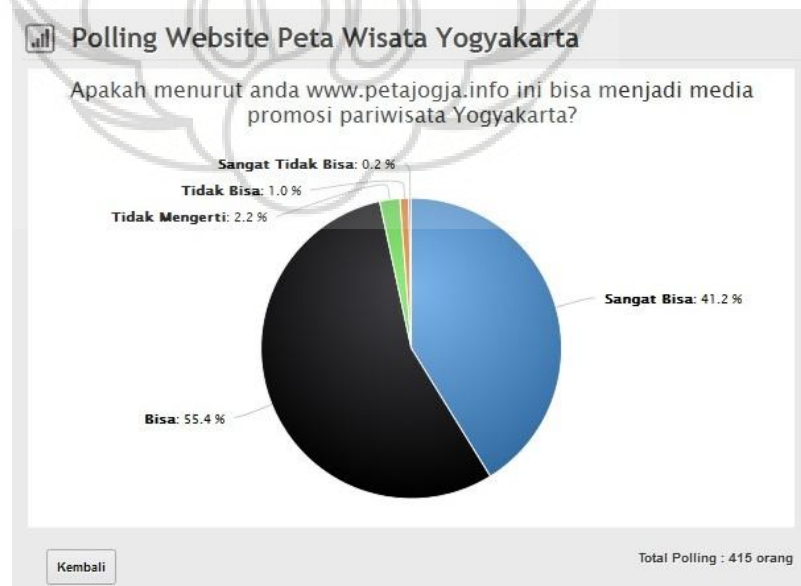 Polling Website Peta Wisata Yogyakarta
Apakah menurut anda www.petajogja.info ini bisa menjadi media
promosi pariwisata Yogyakarta?
Sangat Tidak Bisa: 0.2 %
Tidak Bisa: 1.0 %
Tidak Mengerti: 2.2 %
Sangat Bisa: 41.2 %
Bisa: 55.4 %
Kembali
Total Polling : 415 orang